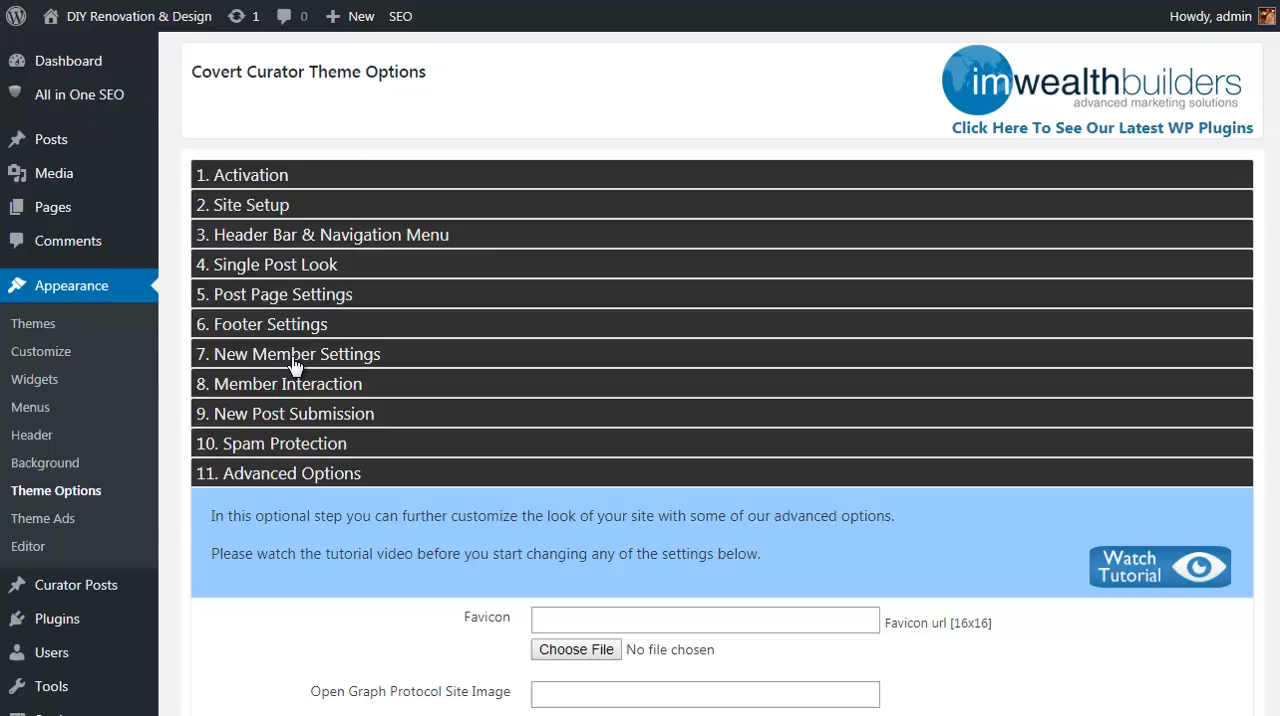 DIY Renovation & Design 1 0 New SEO Howdy, admin
Dashboard
All in One SEO
Posts
Media
Pages
Comments
Appearance
Themes
Customize
Widgets
Menus
Header
Background
Theme Options
Theme Ads
Editor
Curator Posts
Plugins
Users
Tools
Covert Curator Theme Options
imwealthbuilders
advanced marketing solutions
Click Here To See Our Latest WP Plugins
1. Activation
2. Site Setup
3. Header Bar & Navigation Menu
4. Single Post Look
5. Post Page Settings
6. Footer Settings
7. New Member Settings
8. Member Interaction
9. New Post Submission
10. Spam Protection
11. Advanced Options
In this optional step you can further customize the look of your site with some of our advanced options.
Please watch the tutorial video before you start changing any of the settings below.
Watch
Tutorial
Favicon
Favicon url [16x16]
Choose File No file chosen
Open Graph Protocol Site Image